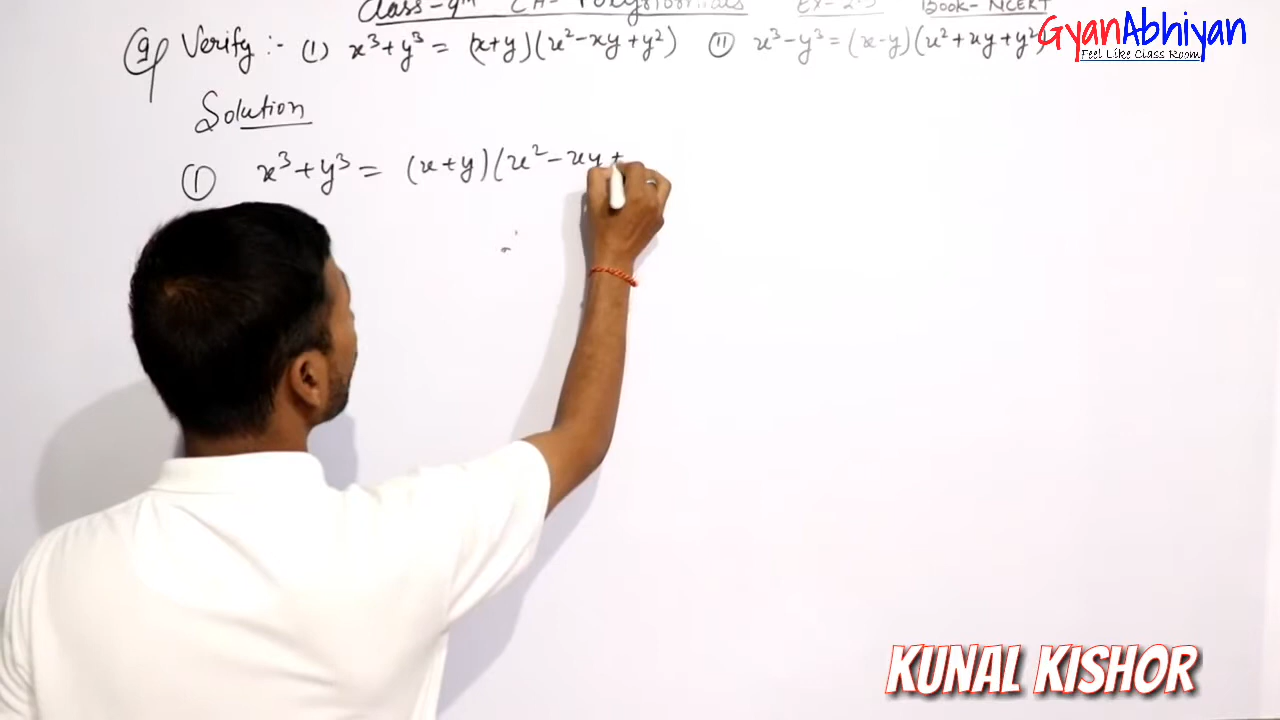 Class-9th CH- Polynomials Ex-2.5 Book-NCERT
GyanAbhiyan
Feel Like Class Room
9 Verify :- (I) x³+y³ = (x+y)(x²-xy+y²) (II) x³-y³=(x-y)(x²+xy+y²)
Solution
(I) x³+y³ = (x+y)(x²-xy+
KUNAL KISHOR